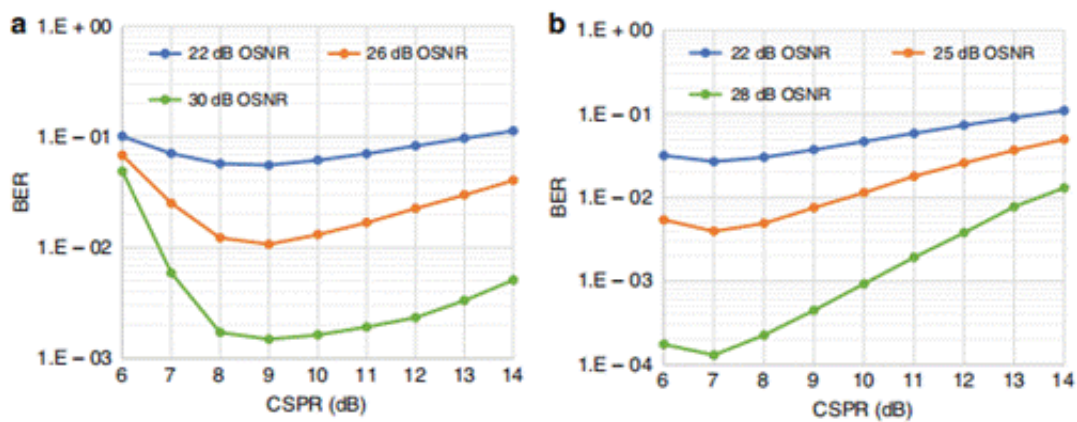 a
1.E + 00
22 dB OSNR
26 dB OSNR
30 dB OSNR
1.E − 01
BER
1.E − 02
1.E − 03
6 7 8 9 10 11 12 13 14
CSPR (dB)
b
1.E + 00
22 dB OSNR
25 dB OSNR
28 dB OSNR
1.E − 01
BER
1.E − 02
1.E − 03
1.E − 04
6 7 8 9 10 11 12 13 14
CSPR (dB)